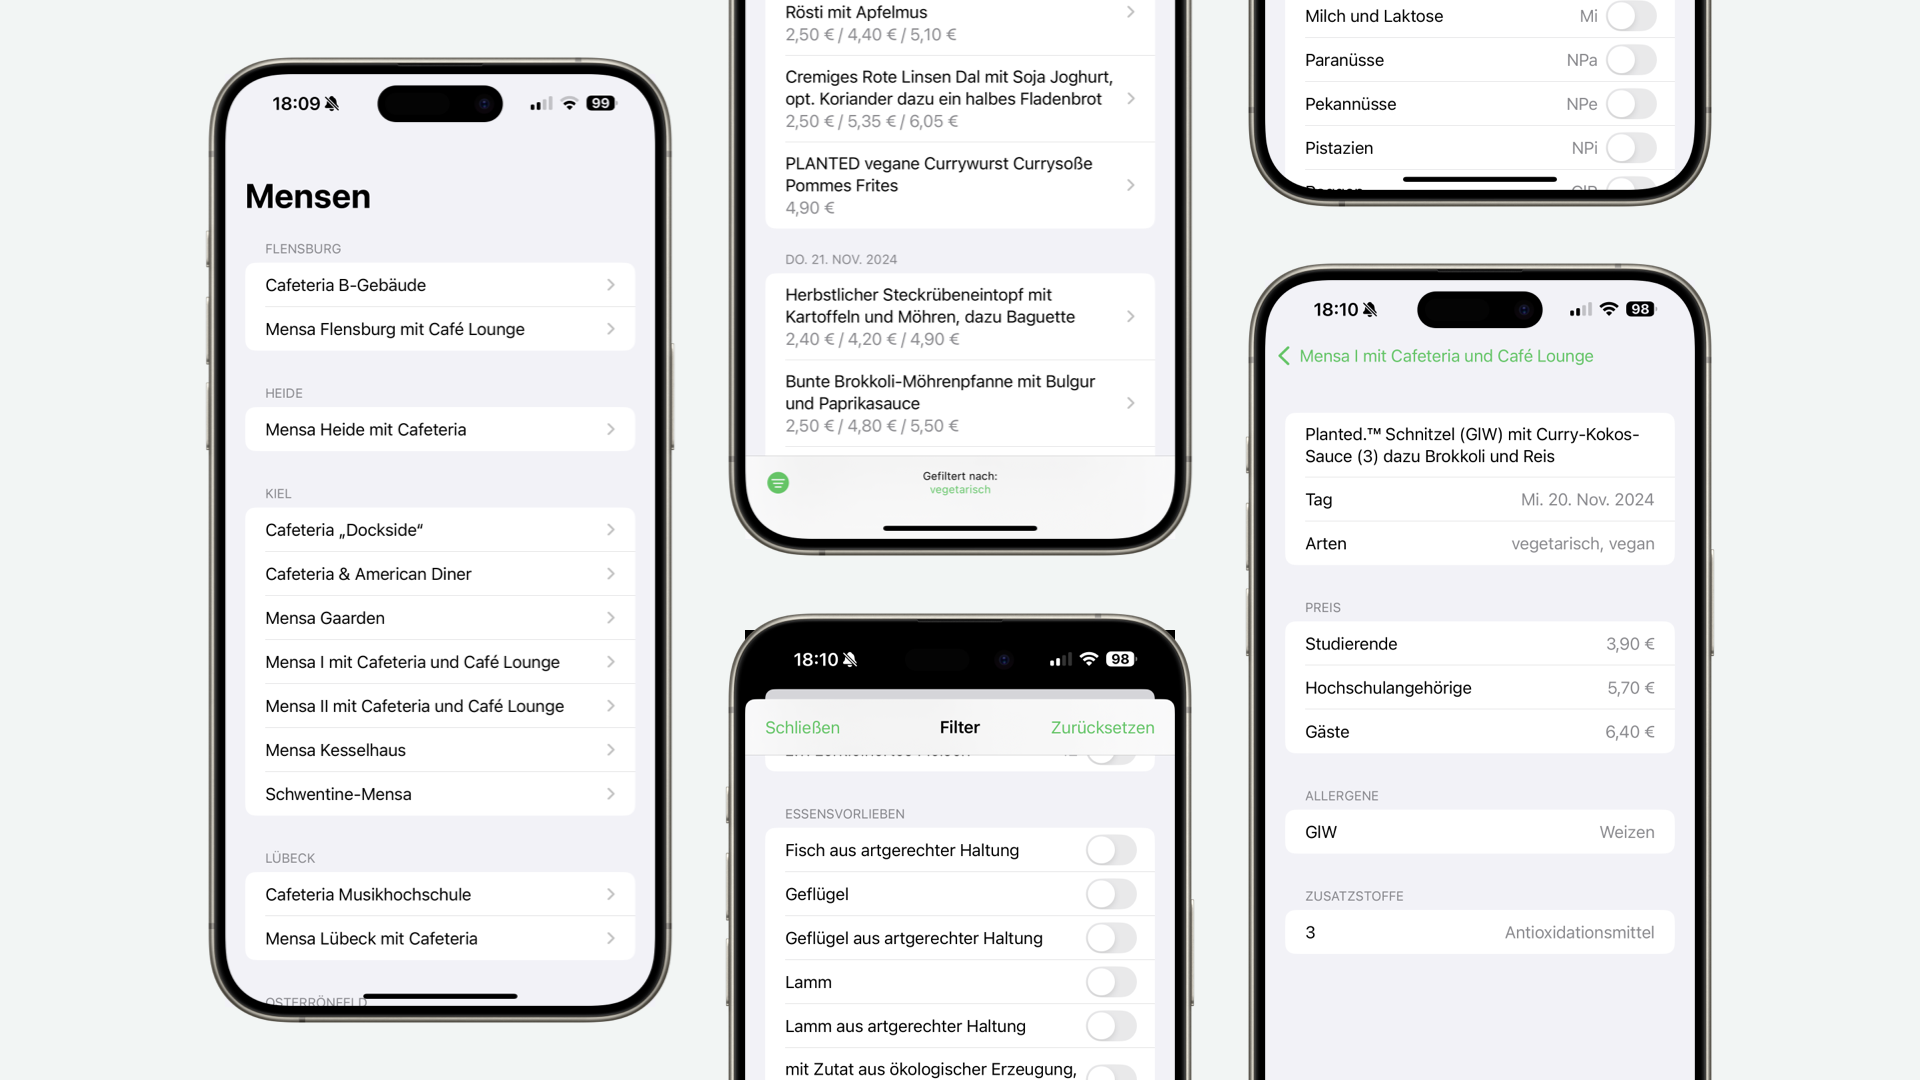 18:09
99
Mensen
FLENSBURG
Cafeteria B-Gebäude
Mensa Flensburg mit Café Lounge
HEIDE
Mensa Heide mit Cafeteria
KIEL
Cafeteria „Dockside“
Cafeteria & American Diner
Mensa Gaarden
Mensa I mit Cafeteria und Café Lounge
Mensa II mit Cafeteria und Café Lounge
Mensa Kesselhaus
Schwentine-Mensa
LÜBECK
Cafeteria Musikhochschule
Mensa Lübeck mit Cafeteria
OSTERRÖNFELD
Rösti mit Apfelmus
2,50 € / 4,40 € / 5,10 €
Cremiges Rote Linsen Dal mit Soja Joghurt,
opt. Koriander dazu ein halbes Fladenbrot
2,50 € / 5,35 € / 6,05 €
PLANTED vegane Currywurst Currysoße
Pommes Frites
4,90 €
DO. 21. NOV. 2024
Herbstlicher Steckrübeneintopf mit
Kartoffeln und Möhren, dazu Baguette
2,40 € / 4,20 € / 4,90 €
Bunte Brokkoli-Möhrenpfanne mit Bulgur
und Paprikasauce
2,50 € / 4,80 € / 5,50 €
Gefiltert nach:
vegetarisch
18:10
98
Schließen Filter Zurücksetzen
ESSENSVORLIEBEN
Fisch aus artgerechter Haltung
Geflügel
Geflügel aus artgerechter Haltung
Lamm
Lamm aus artgerechter Haltung
mit Zutat aus ökologischer Erzeugung,
Milch und Laktose Mi
Paranüsse NPa
Pekannüsse NPe
Pistazien NPi
18:10
98
Mensa I mit Cafeteria und Café Lounge
Planted.™ Schnitzel (GlW) mit Curry-Kokos-
Sauce (3) dazu Brokkoli und Reis
Tag Mi. 20. Nov. 2024
Arten vegetarisch, vegan
PREIS
Studierende 3,90 €
Hochschulangehörige 5,70 €
Gäste 6,40 €
ALLERGENE
GlW Weizen
ZUSATZSTOFFE
3 Antioxidationsmittel